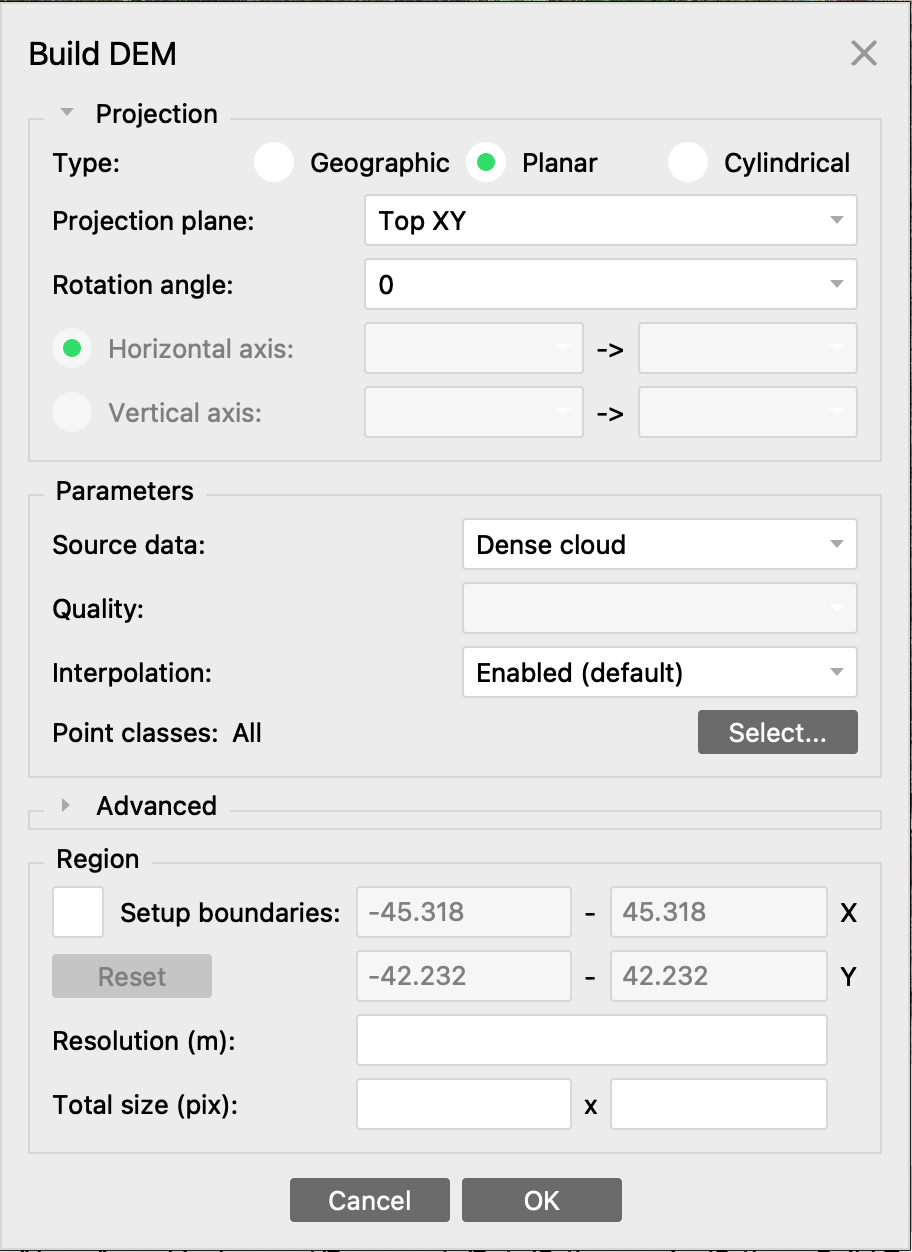 Build DEM
Projection
Type: Geographic Planar Cylindrical
Projection plane: Top XY
Rotation angle: 0
Horizontal axis: ->
Vertical axis: ->
Parameters
Source data: Dense cloud
Quality:
Interpolation: Enabled (default)
Point classes: All Select...
Advanced
Region
Setup boundaries: -45.318 - 45.318 X
Reset -42.232 - 42.232 Y
Resolution (m):
Total size (pix): x
Cancel OK